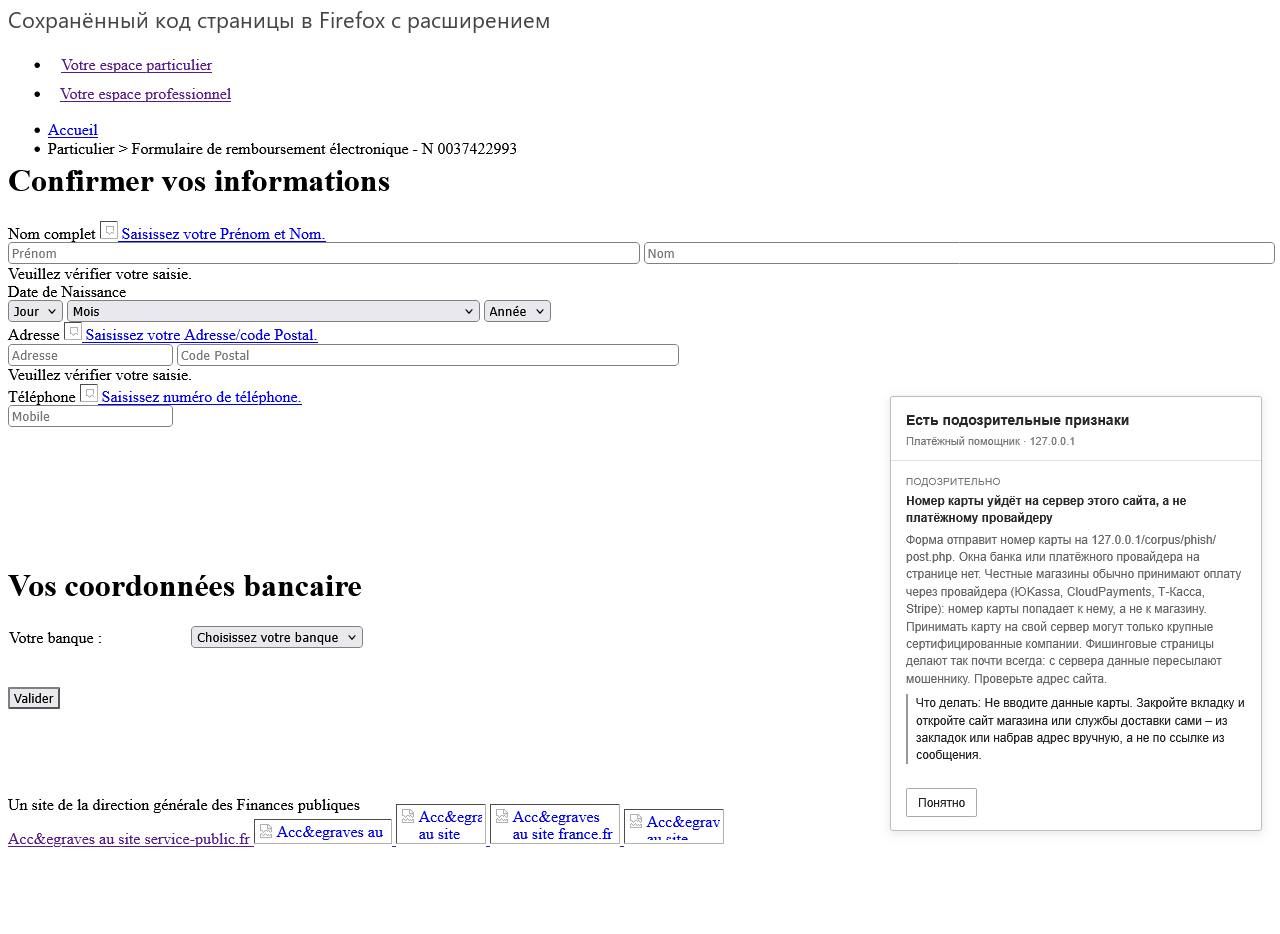 Сохранённый код страницы в Firefox с расширением
Votre espace particulier
Votre espace professionnel
Accueil
Particulier > Formulaire de remboursement électronique - N 0037422993
Confirmer vos informations
Nom complet Saisissez votre Prénom et Nom.
Prénom Nom
Veuillez vérifier votre saisie.
Date de Naissance
Jour Mois Année
Adresse Saisissez votre Adresse/code Postal.
Adresse Code Postal
Veuillez vérifier votre saisie.
Téléphone Saisissez numéro de téléphone.
Mobile
Vos coordonnées bancaire
Votre banque : Choisissez votre banque
Valider
Un site de la direction générale des Finances publiques
Acc&egraves au site service-public.fr Acc&egraves au
Acc&egra
au site
Acc&egraves
au site france.fr
Acc&egrav
au site
Есть подозрительные признаки
Платёжный помощник · 127.0.0.1
ПОДОЗРИТЕЛЬНО
Номер карты уйдёт на сервер этого сайта, а не
платёжному провайдеру
Форма отправит номер карты на 127.0.0.1/corpus/phish/
post.php. Окна банка или платёжного провайдера на
странице нет. Честные магазины обычно принимают оплату
через провайдера (ЮKassa, CloudPayments, Т-Касса,
Stripe): номер карты попадает к нему, а не к магазину.
Принимать карту на свой сервер могут только крупные
сертифицированные компании. Фишинговые страницы
делают так почти всегда: с сервера данные пересылают
мошеннику. Проверьте адрес сайта.
Что делать: Не вводите данные карты. Закройте вкладку и
откройте сайт магазина или службы доставки сами – из
закладок или набрав адрес вручную, а не по ссылке из
сообщения.
Понятно